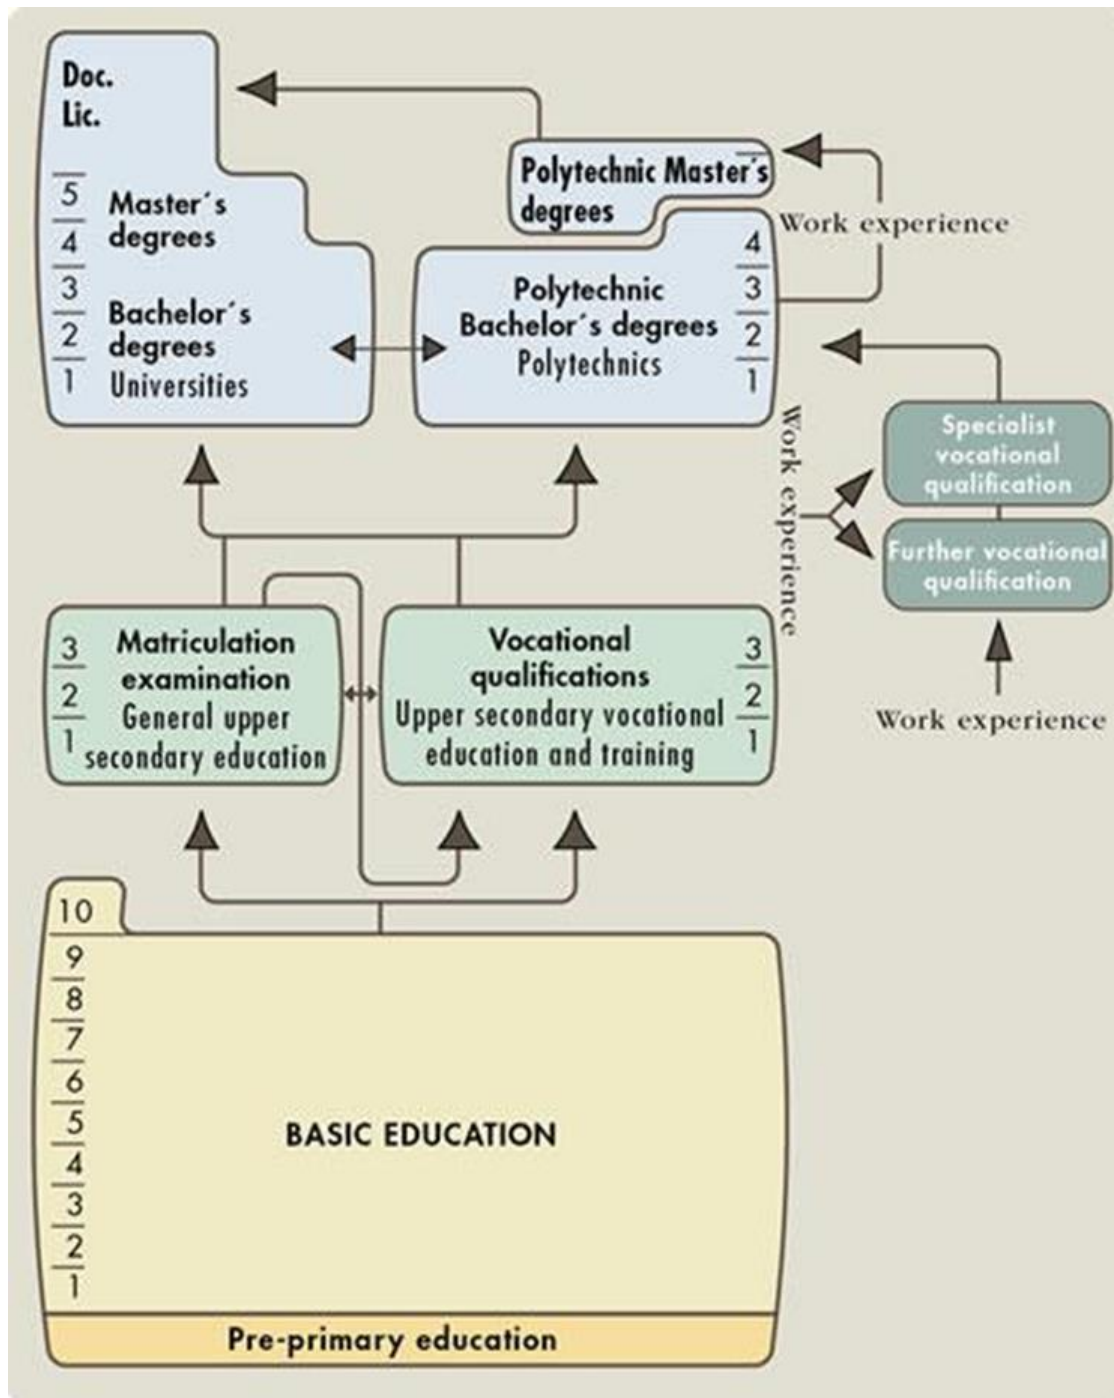 Doc.
Lic.
5
4
3
2
1
Master´s
degrees
Bachelor´s
degrees
Universities
Polytechnic Master´s
degrees
Work experience
Polytechnic
Bachelor´s degrees
Polytechnics
4
3
2
1
Work experience
Specialist
vocational
qualification
Further vocational
qualification
Work experience
3
2
1
Matriculation
examination
General upper
secondary education
Vocational
qualifications
Upper secondary vocational
education and training
3
2
1
10
9
8
7
6
5
4
3
2
1
BASIC EDUCATION
Pre-primary education